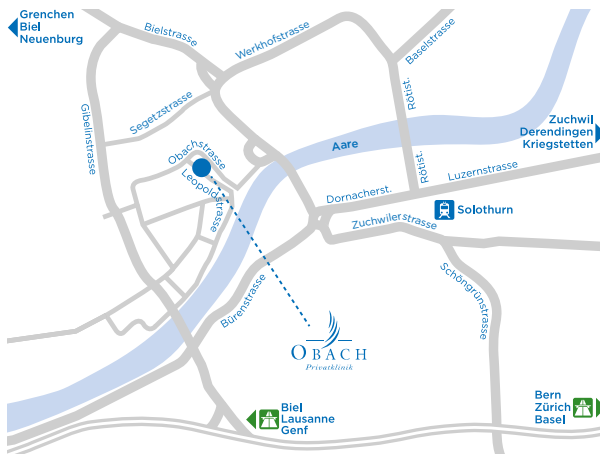 Grenchen
Biel
Neuenburg
Bielstrasse
Werkhofstrasse
Baselstrasse
Gibelinstrasse
Segetzstrasse
Rötist.
Obachstrasse
Leopoldstrasse
Aare
Zuchwil
Derendingen
Kriegstetten
Rötist.
Luzernstrasse
Dornacherst.
Solothurn
Zuchwilerstrasse
Schöngrünstrasse
Bürenstrasse
OBACH
Privatklinik
Biel
Lausanne
Genf
Bern
Zürich
Basel